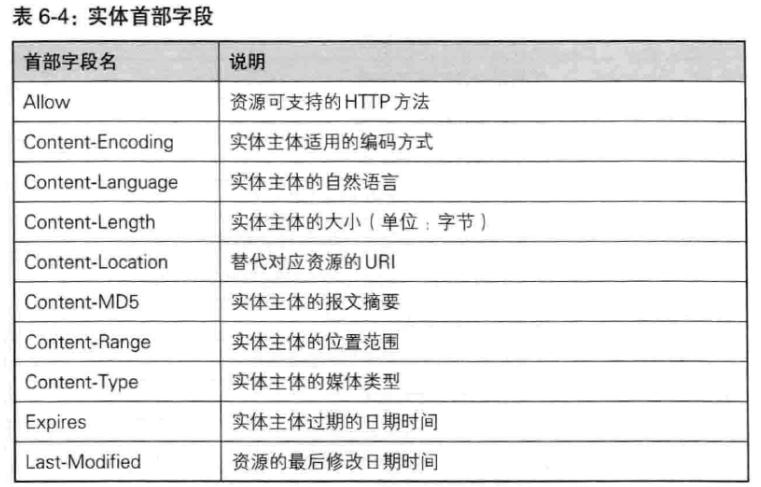 表 6-4：实体首部字段
首部字段名 说明
Allow 资源可支持的HTTP方法
Content-Encoding 实体主体适用的编码方式
Content-Language 实体主体的自然语言
Content-Length 实体主体的大小（单位：字节）
Content-Location 替代对应资源的URI
Content-MD5 实体主体的报文摘要
Content-Range 实体主体的位置范围
Content-Type 实体主体的媒体类型
Expires 实体主体过期的日期时间
Last-Modified 资源的最后修改日期时间